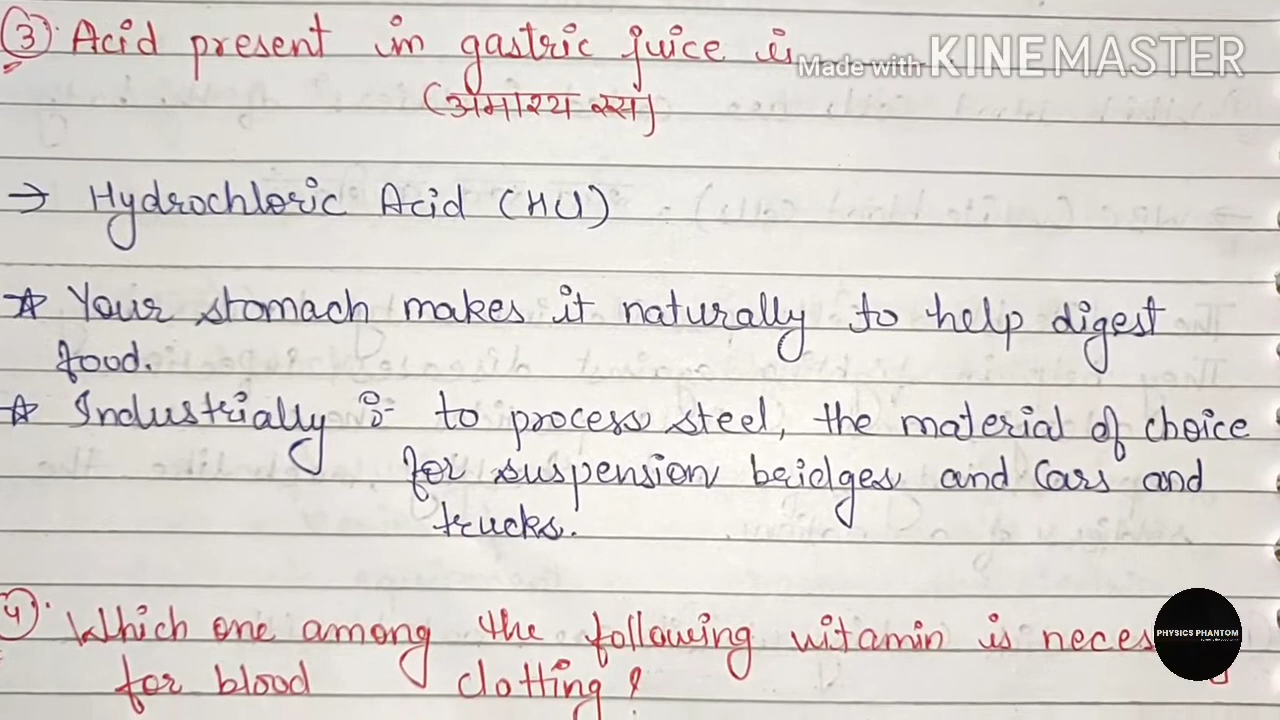 ③ Acid present in gastric juice is
Made with KINEMASTER
(अमाश्य रस)
→ Hydrochloric Acid (HCl)
☆ Your stomach makes it naturally to help digest
food.
☆ Industrially :- to process steel, the material of choice
for suspension bridges and Cars and
trucks.
④ Which one among the following vitamin is neces
for blood clotting?
PHYSICS PHANTOM